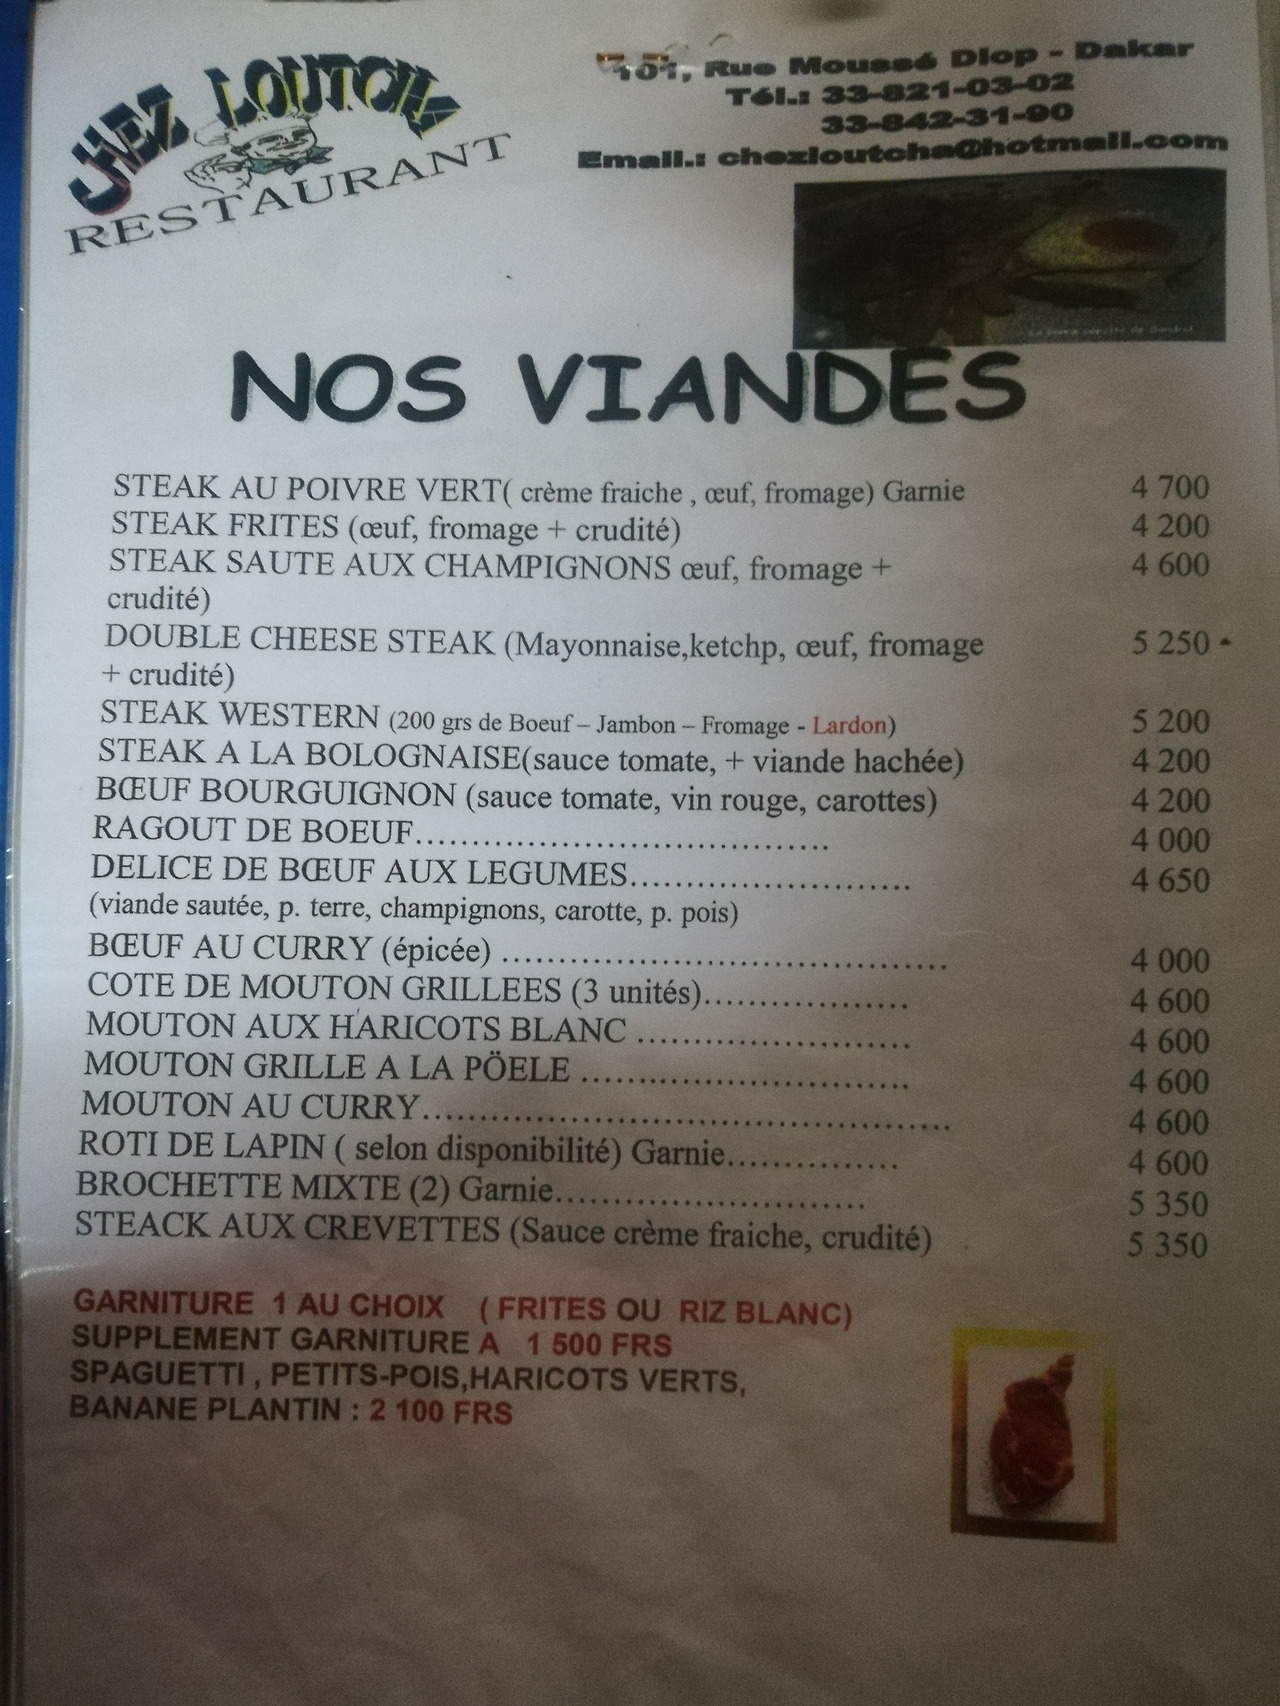 CHEZ LOUTCHA
RESTAURANT
101, Rue Moussé Diop - Dakar
Tél.: 33-821-03-02
33-842-31-90
Email.: chezloutcha@hotmail.com
NOS VIANDES
STEAK AU POIVRE VERT( crème fraiche , œuf, fromage) Garnie 4 700
STEAK FRITES (œuf, fromage + crudité) 4 200
STEAK SAUTE AUX CHAMPIGNONS œuf, fromage + 4 600
crudité)
DOUBLE CHEESE STEAK (Mayonnaise,ketchp, œuf, fromage 5 250
+ crudité)
STEAK WESTERN (200 grs de Boeuf – Jambon – Fromage - Lardon) 5 200
STEAK A LA BOLOGNAISE(sauce tomate, + viande hachée) 4 200
BŒUF BOURGUIGNON (sauce tomate, vin rouge, carottes) 4 200
RAGOUT DE BOEUF..................................... 4 000
DELICE DE BŒUF AUX LEGUMES......................... 4 650
(viande sautée, p. terre, champignons, carotte, p. pois)
BŒUF AU CURRY (épicée) ........................................ 4 000
COTE DE MOUTON GRILLEES (3 unités).................. 4 600
MOUTON AUX HARICOTS BLANC ........................ 4 600
MOUTON GRILLE A LA PÖELE ............................. 4 600
MOUTON AU CURRY............................................... 4 600
ROTI DE LAPIN ( selon disponibilité) Garnie............... 4 600
BROCHETTE MIXTE (2) Garnie............................ 5 350
STEACK AUX CREVETTES (Sauce crème fraiche, crudité) 5 350
GARNITURE 1 AU CHOIX ( FRITES OU RIZ BLANC)
SUPPLEMENT GARNITURE A 1 500 FRS
SPAGUETTI , PETITS-POIS,HARICOTS VERTS,
BANANE PLANTIN : 2 100 FRS